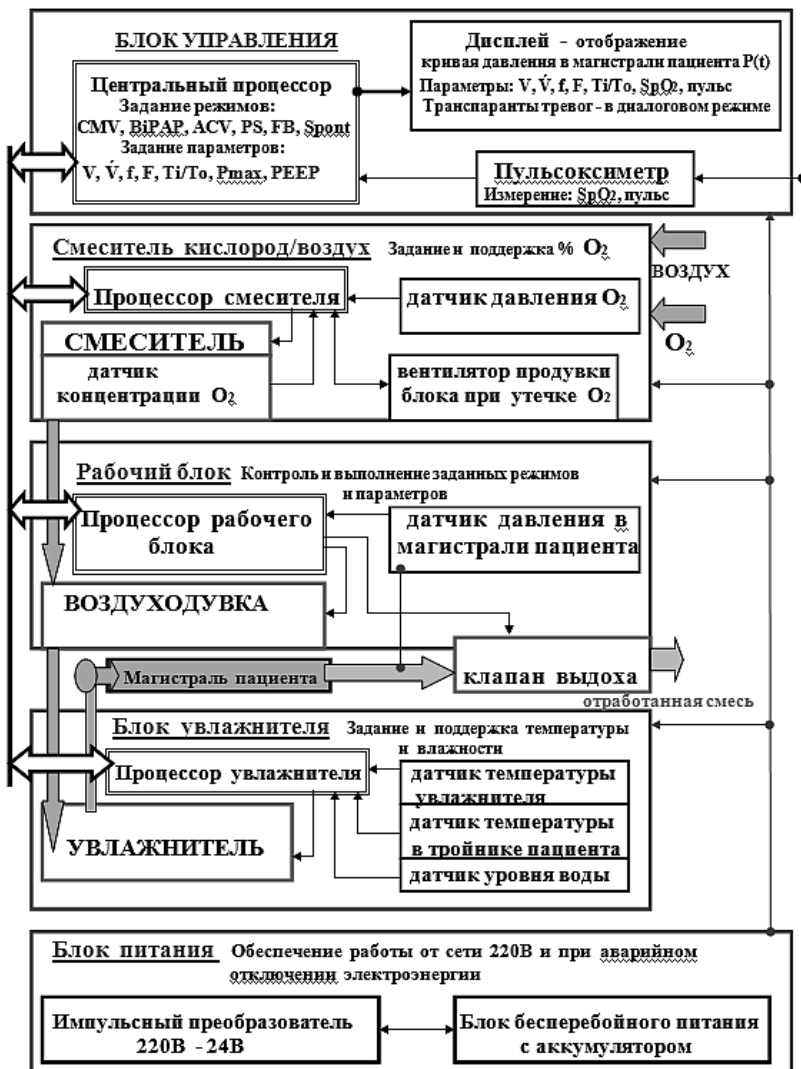 БЛОК УПРАВЛЕНИЯ
Центральный процессор
Задание режимов:
CMV, BiPAP, ACV, PS, FB, Spont
Задание параметров:
V, V́, f, F, Ti/To, Pmax, PEEP
Дисплей - отображение
кривая давления в магистрали пациента P(t)
Параметры: V, V́, f, F, Ti/To, SpO₂, пульс
Транспаранты тревог - в диалоговом режиме
Пульсоксиметр
Измерение: SpO₂, пульс
Смеситель кислород/воздух Задание и поддержка % O₂
ВОЗДУХ
O₂
Процессор смесителя
датчик давления O₂
СМЕСИТЕЛЬ
датчик
концентрации O₂
вентилятор продувки
блока при утечке O₂
Рабочий блок Контроль и выполнение заданных режимов
и параметров
Процессор рабочего
блока
датчик давления в
магистрали пациента
ВОЗДУХОДУВКА
Магистраль пациента
клапан выдоха
отработанная смесь
Блок увлажнителя Задание и поддержка температуры
и влажности
Процессор увлажнителя
датчик температуры
увлажнителя
датчик температуры
в тройнике пациента
датчик уровня воды
УВЛАЖНИТЕЛЬ
Блок питания Обеспечение работы от сети 220В и при аварийном
отключении электроэнергии
Импульсный преобразователь
220В - 24В
Блок бесперебойного питания
с аккумулятором